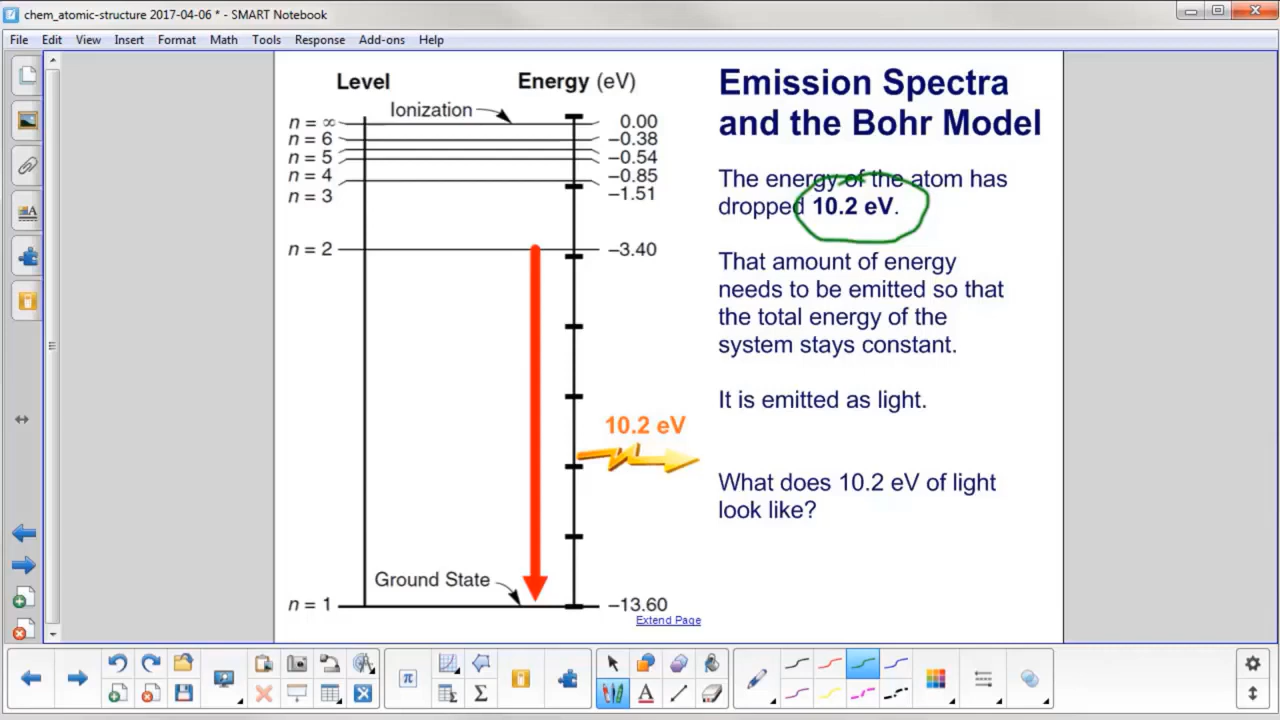 chem_atomic-structure 2017-04-06 * - SMART Notebook
File Edit View Insert Format Math Tools Response Add-ons Help
Level Energy (eV)
Ionization
n = ∞ 0.00
n = 6 −0.38
n = 5 −0.54
n = 4 −0.85
n = 3 −1.51
n = 2 −3.40
10.2 eV
Ground State
n = 1 −13.60
Extend Page
Emission Spectra
and the Bohr Model
The energy of the atom has
dropped 10.2 eV.
That amount of energy
needs to be emitted so that
the total energy of the
system stays constant.
It is emitted as light.
What does 10.2 eV of light
look like?